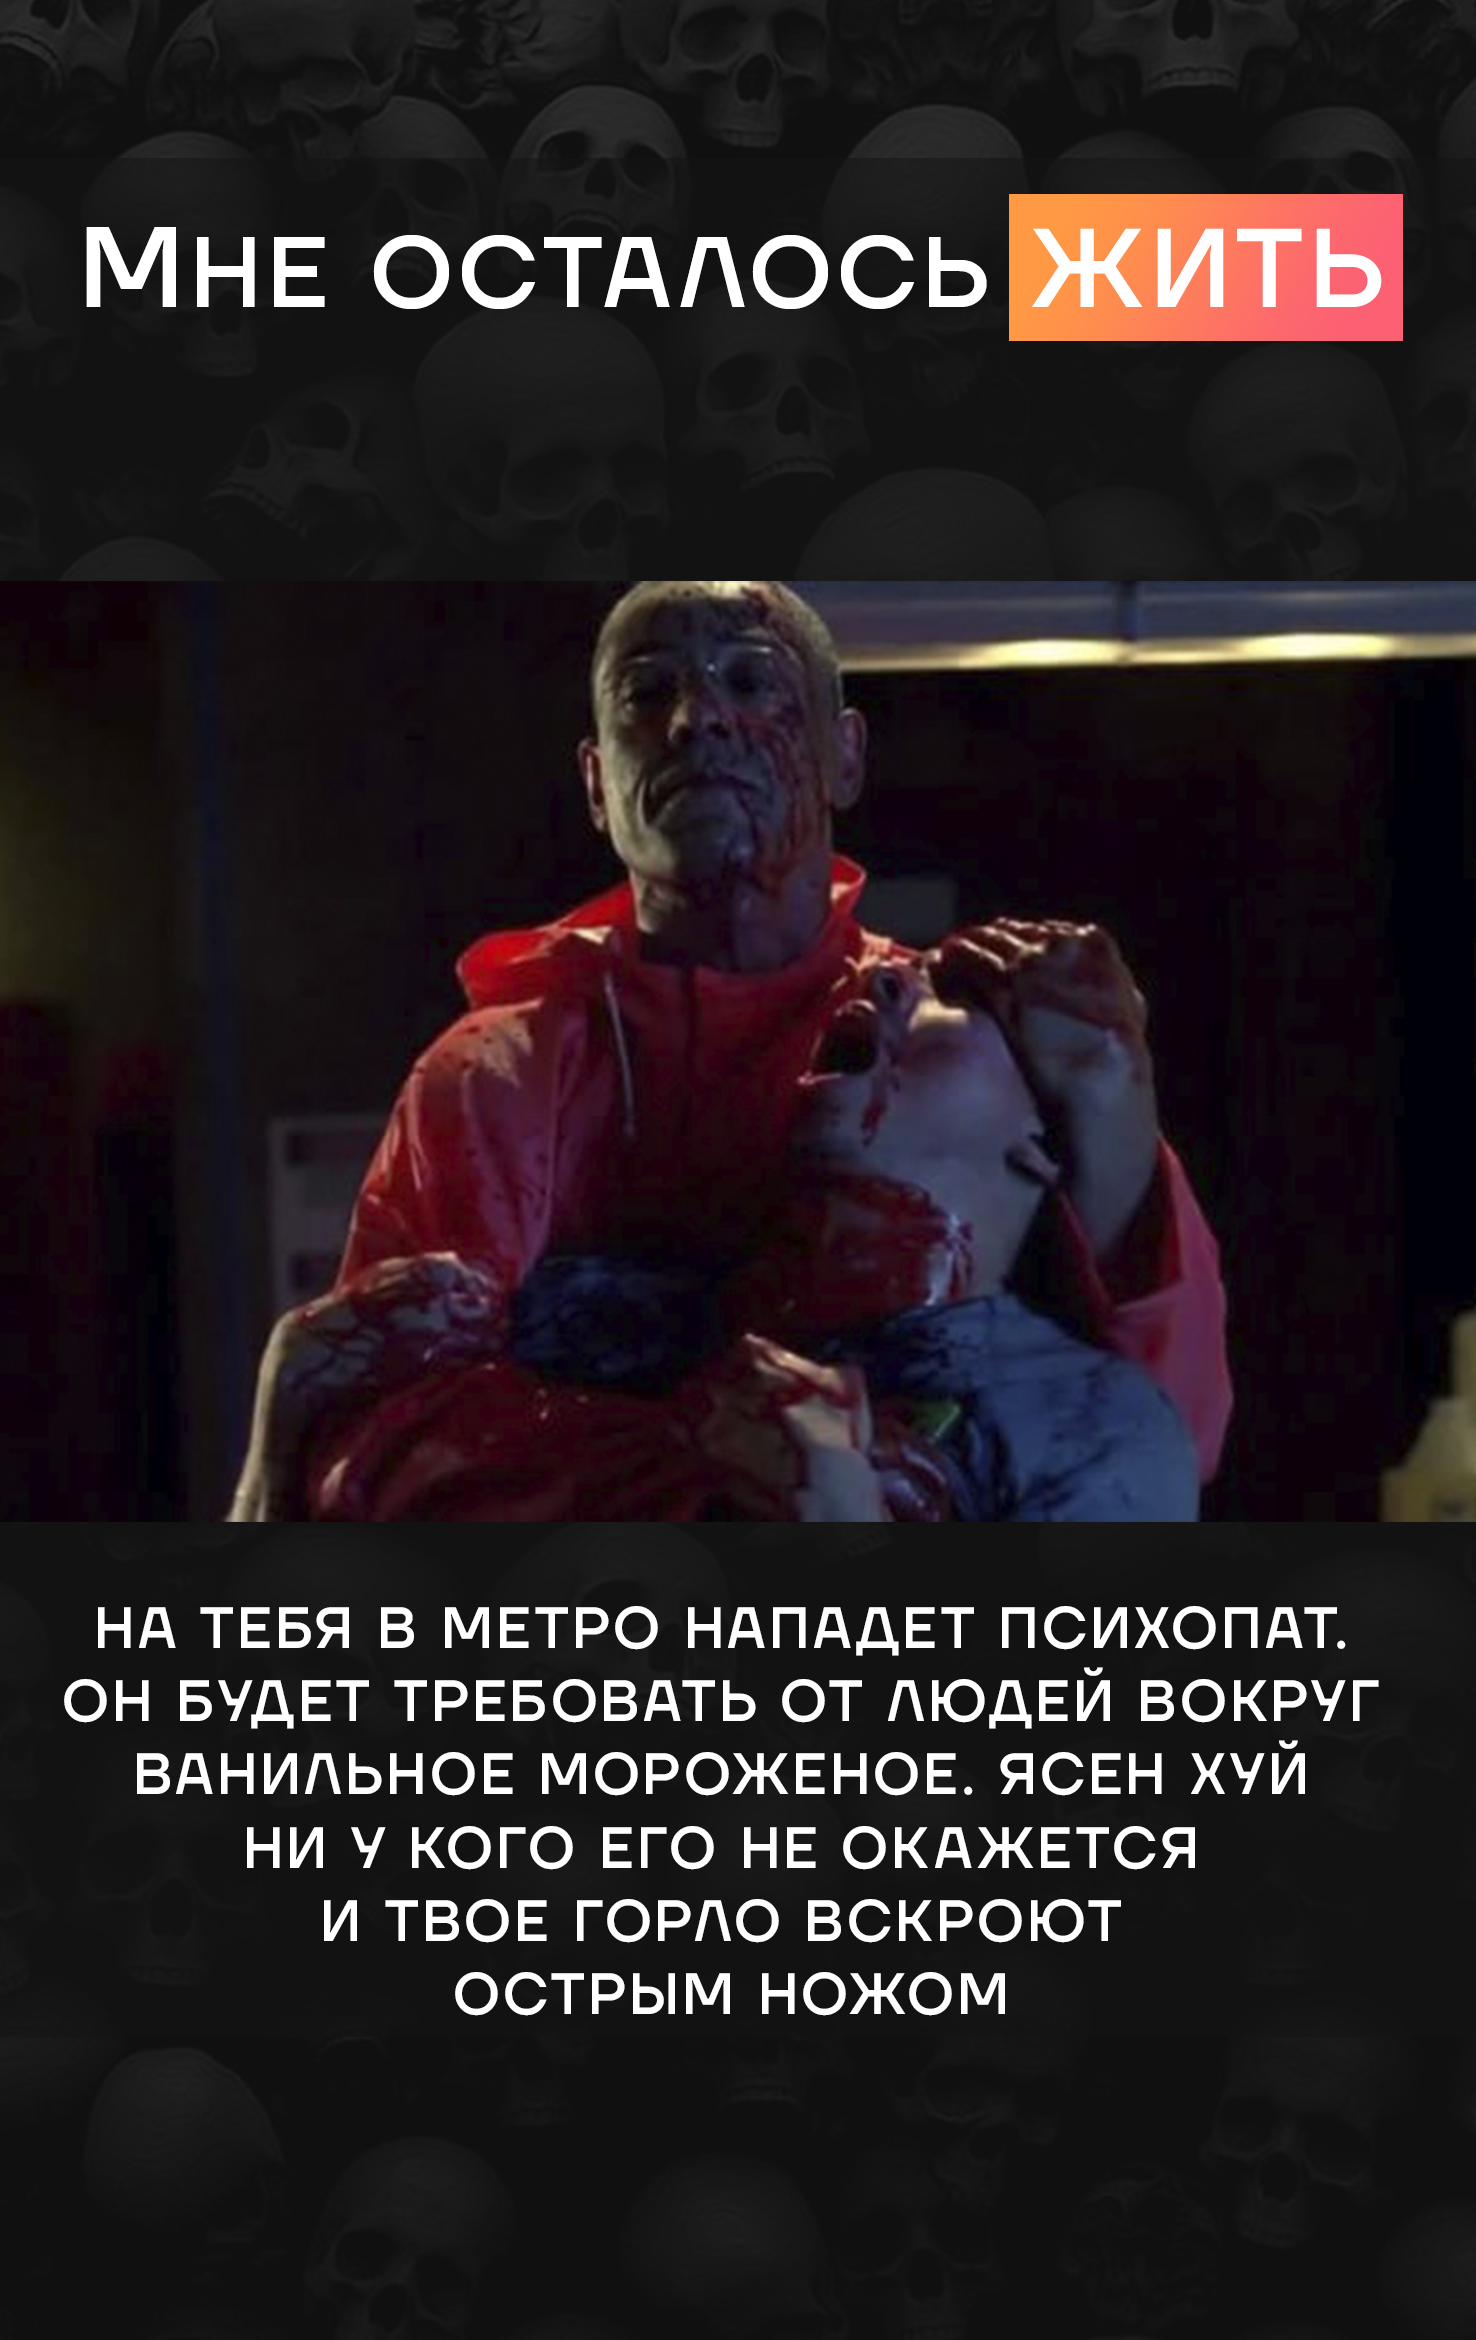 Мне осталось жить
НА ТЕБЯ В МЕТРО НАПАДЕТ ПСИХОПАТ.
ОН БУДЕТ ТРЕБОВАТЬ ОТ ЛЮДЕЙ ВОКРУГ
ВАНИЛЬНОЕ МОРОЖЕНОЕ. ЯСЕН ХУЙ
НИ У КОГО ЕГО НЕ ОКАЖЕТСЯ
И ТВОЕ ГОРЛО ВСКРОЮТ
ОСТРЫМ НОЖОМ